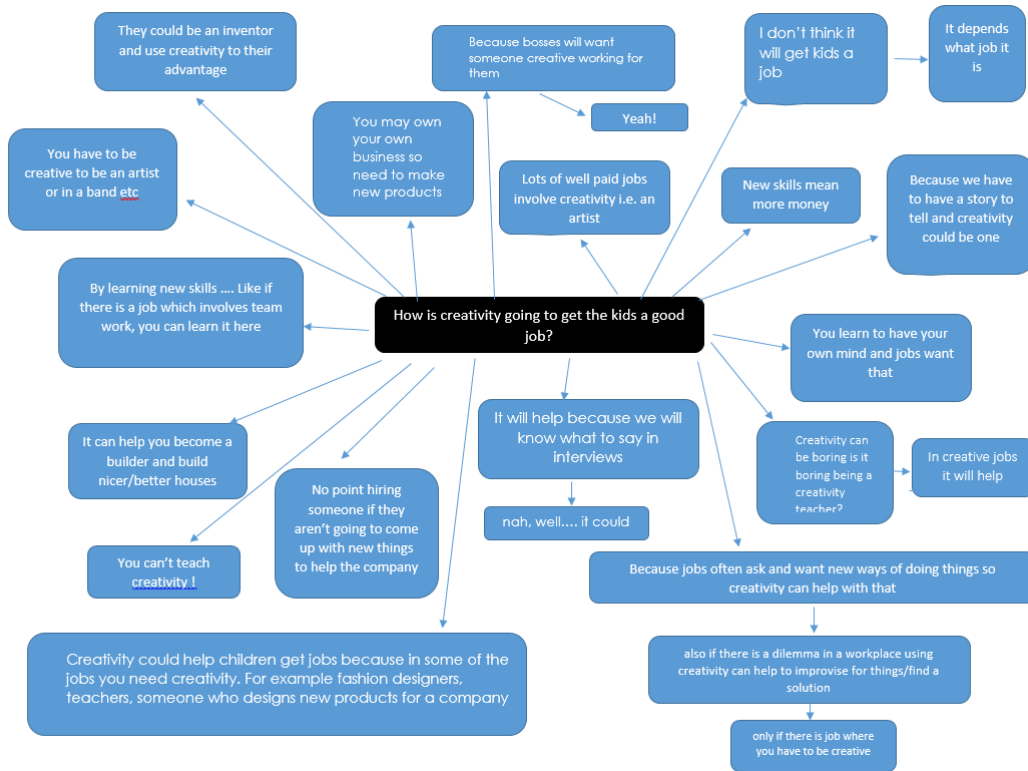 They could be an inventor
and use creativity to their
advantage
Because bosses will want
someone creative working for
them
I don't think it
will get kids a
job
It depends
what job it
is
Yeah!
You may own
your own
business so
need to make
new products
You have to be
creative to be an artist
or in a band etc
Lots of well paid jobs
involve creativity i.e. an
artist
New skills mean
more money
Because we have
to have a story to
tell and creativity
could be one
By learning new skills .... Like if
there is a job which involves team
work, you can learn it here
How is creativity going to get the kids a good
job?
You learn to have your
own mind and jobs want
that
It can help you become a
builder and build
nicer/better houses
It will help because we will
know what to say in
interviews
Creativity can
be boring is it
boring being a
creativity
teacher?
In creative jobs
it will help
No point hiring
someone if they
aren't going to come
up with new things
to help the company
nah, well.... it could
You can't teach
creativity !
Because jobs often ask and want new ways of doing things so
creativity can help with that
Creativity could help children get jobs because in some of the
jobs you need creativity. For example fashion designers,
teachers, someone who designs new products for a company
also if there is a dilemma in a workplace using
creativity can help to improvise for things/find a
solution
only if there is job where
you have to be creative